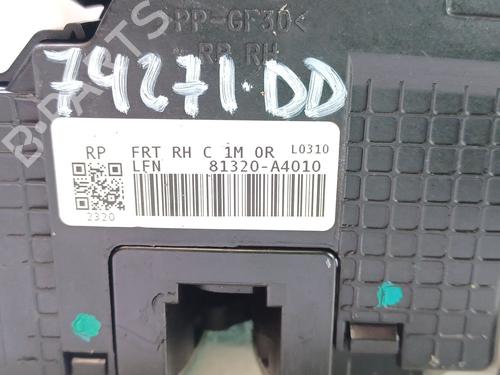 >PP-GF30<
RP RH
74271 DD
RP FRT RH C 1M 0R L0310
LFN 81320-A4010
2320
B-PARTS